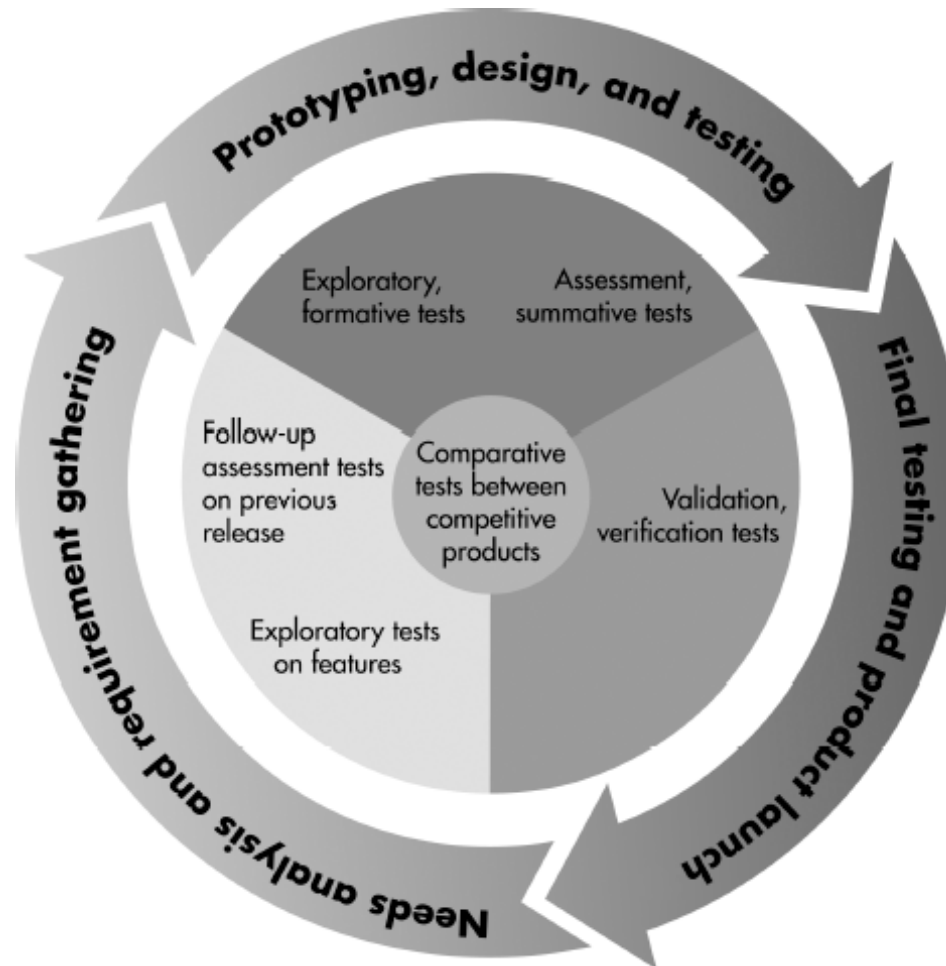 Prototyping, design, and testing
Exploratory,
formative tests
Assessment,
summative tests
Final testing and product launch
Follow-up
assessment tests
on previous
release
Comparative
tests between
competitive
products
Validation,
verification tests
Exploratory tests
on features
Needs analysis and requirement gathering